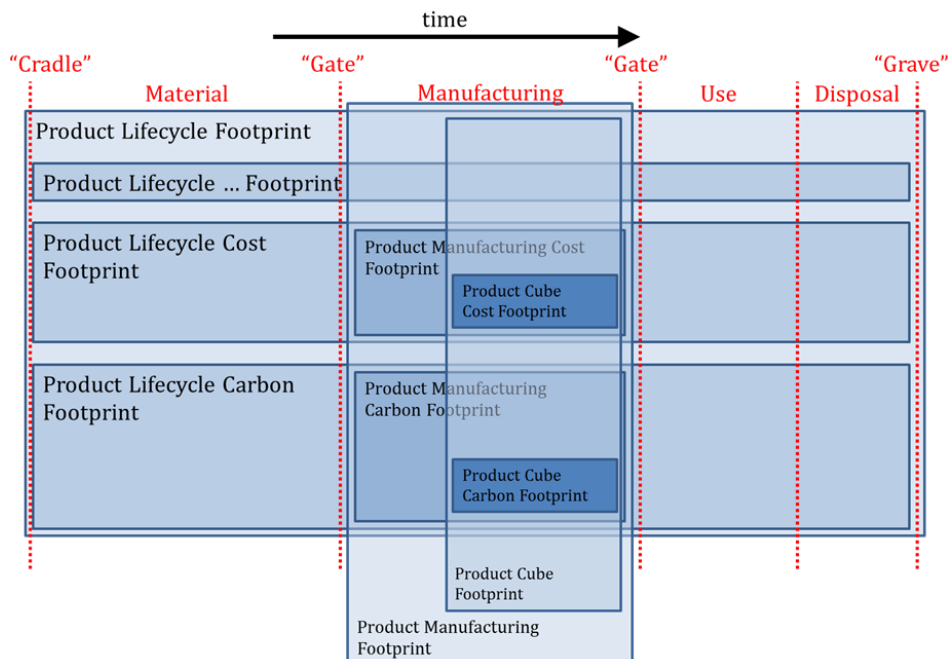 time
“Cradle”
“Gate”
“Gate”
“Grave”
Material
Manufacturing
Use
Disposal
Product Lifecycle Footprint
Product Lifecycle ... Footprint
Product Lifecycle Cost
Footprint
Product Manufacturing Cost
Footprint
Product Cube
Cost Footprint
Product Lifecycle Carbon
Footprint
Product Manufacturing
Carbon Footprint
Product Cube
Carbon Footprint
Product Cube
Footprint
Product Manufacturing
Footprint